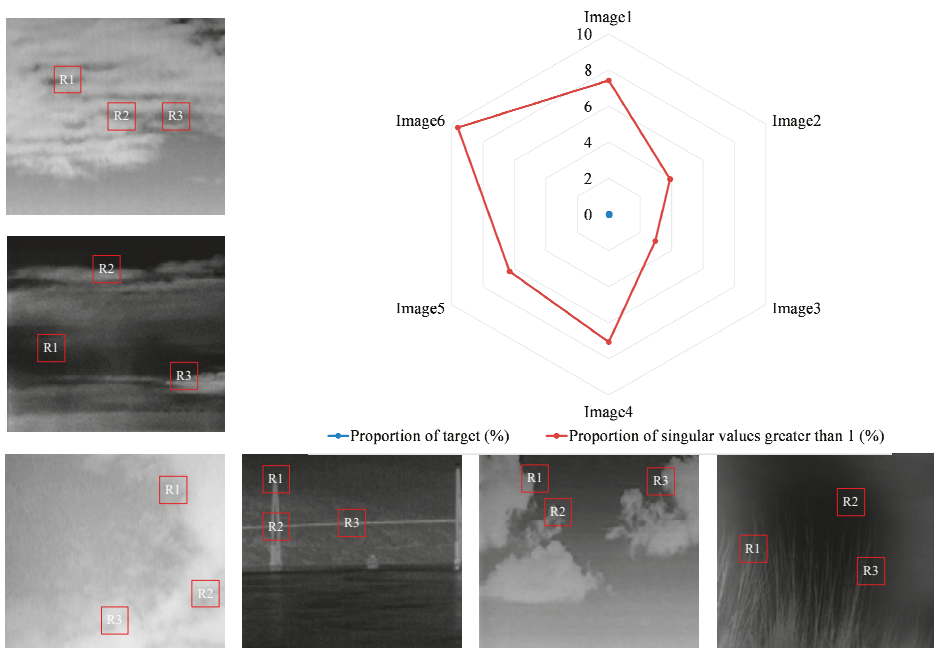 Image1
10
R1
8
R2
R3
6
Image6
Image2
4
2
0
R2
Image5
Image3
R1
R3
Image4
Proportion of target (%)
Proportion of singular values greater than 1 (%)
R1
R2
R3
R1
R2
R3
R1
R2
R3
R1
R2
R3